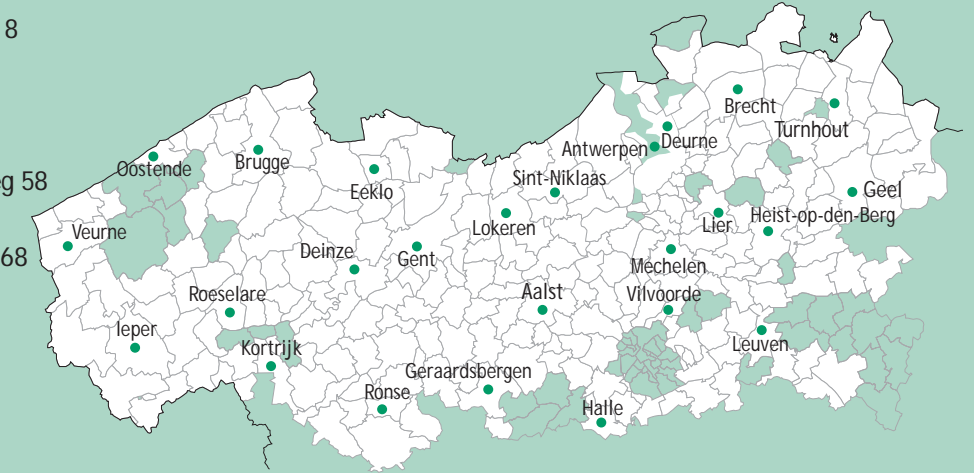 8
g 58
68
Brecht
Turnhout
Deurne
Antwerpen
Oostende
Brugge
Eeklo
Sint-Niklaas
Geel
Lokeren
Lier
Heist-op-den-Berg
Veurne
Deinze
Gent
Mechelen
Roeselare
Aalst
Vilvoorde
Ieper
Kortrijk
Leuven
Geraardsbergen
Ronse
Halle